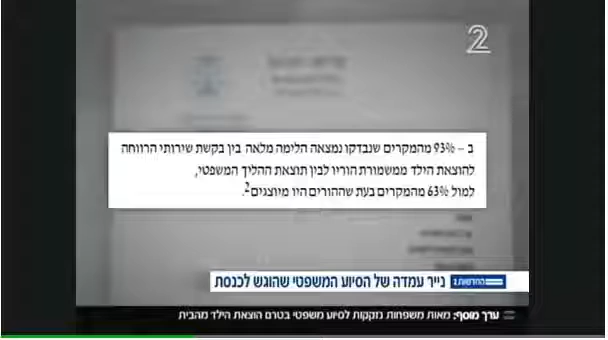 2
ב – 93% מהמקרים שנבדקו נמצאה הלימה מלאה בין בקשת שירותי הרווחה
להוצאת הילד ממשמורת הוריו לבין תוצאת ההליך המשפטי,
למול 63% מהמקרים בעת שההורים היו מיוצגים.2
החדשות 2 נייר עמדה של הסיוע המשפטי שהוגש לכנסת
ערך מוסף: מאות משפחות נזקקות לסיוע משפטי בטרם הוצאת הילד מהבית